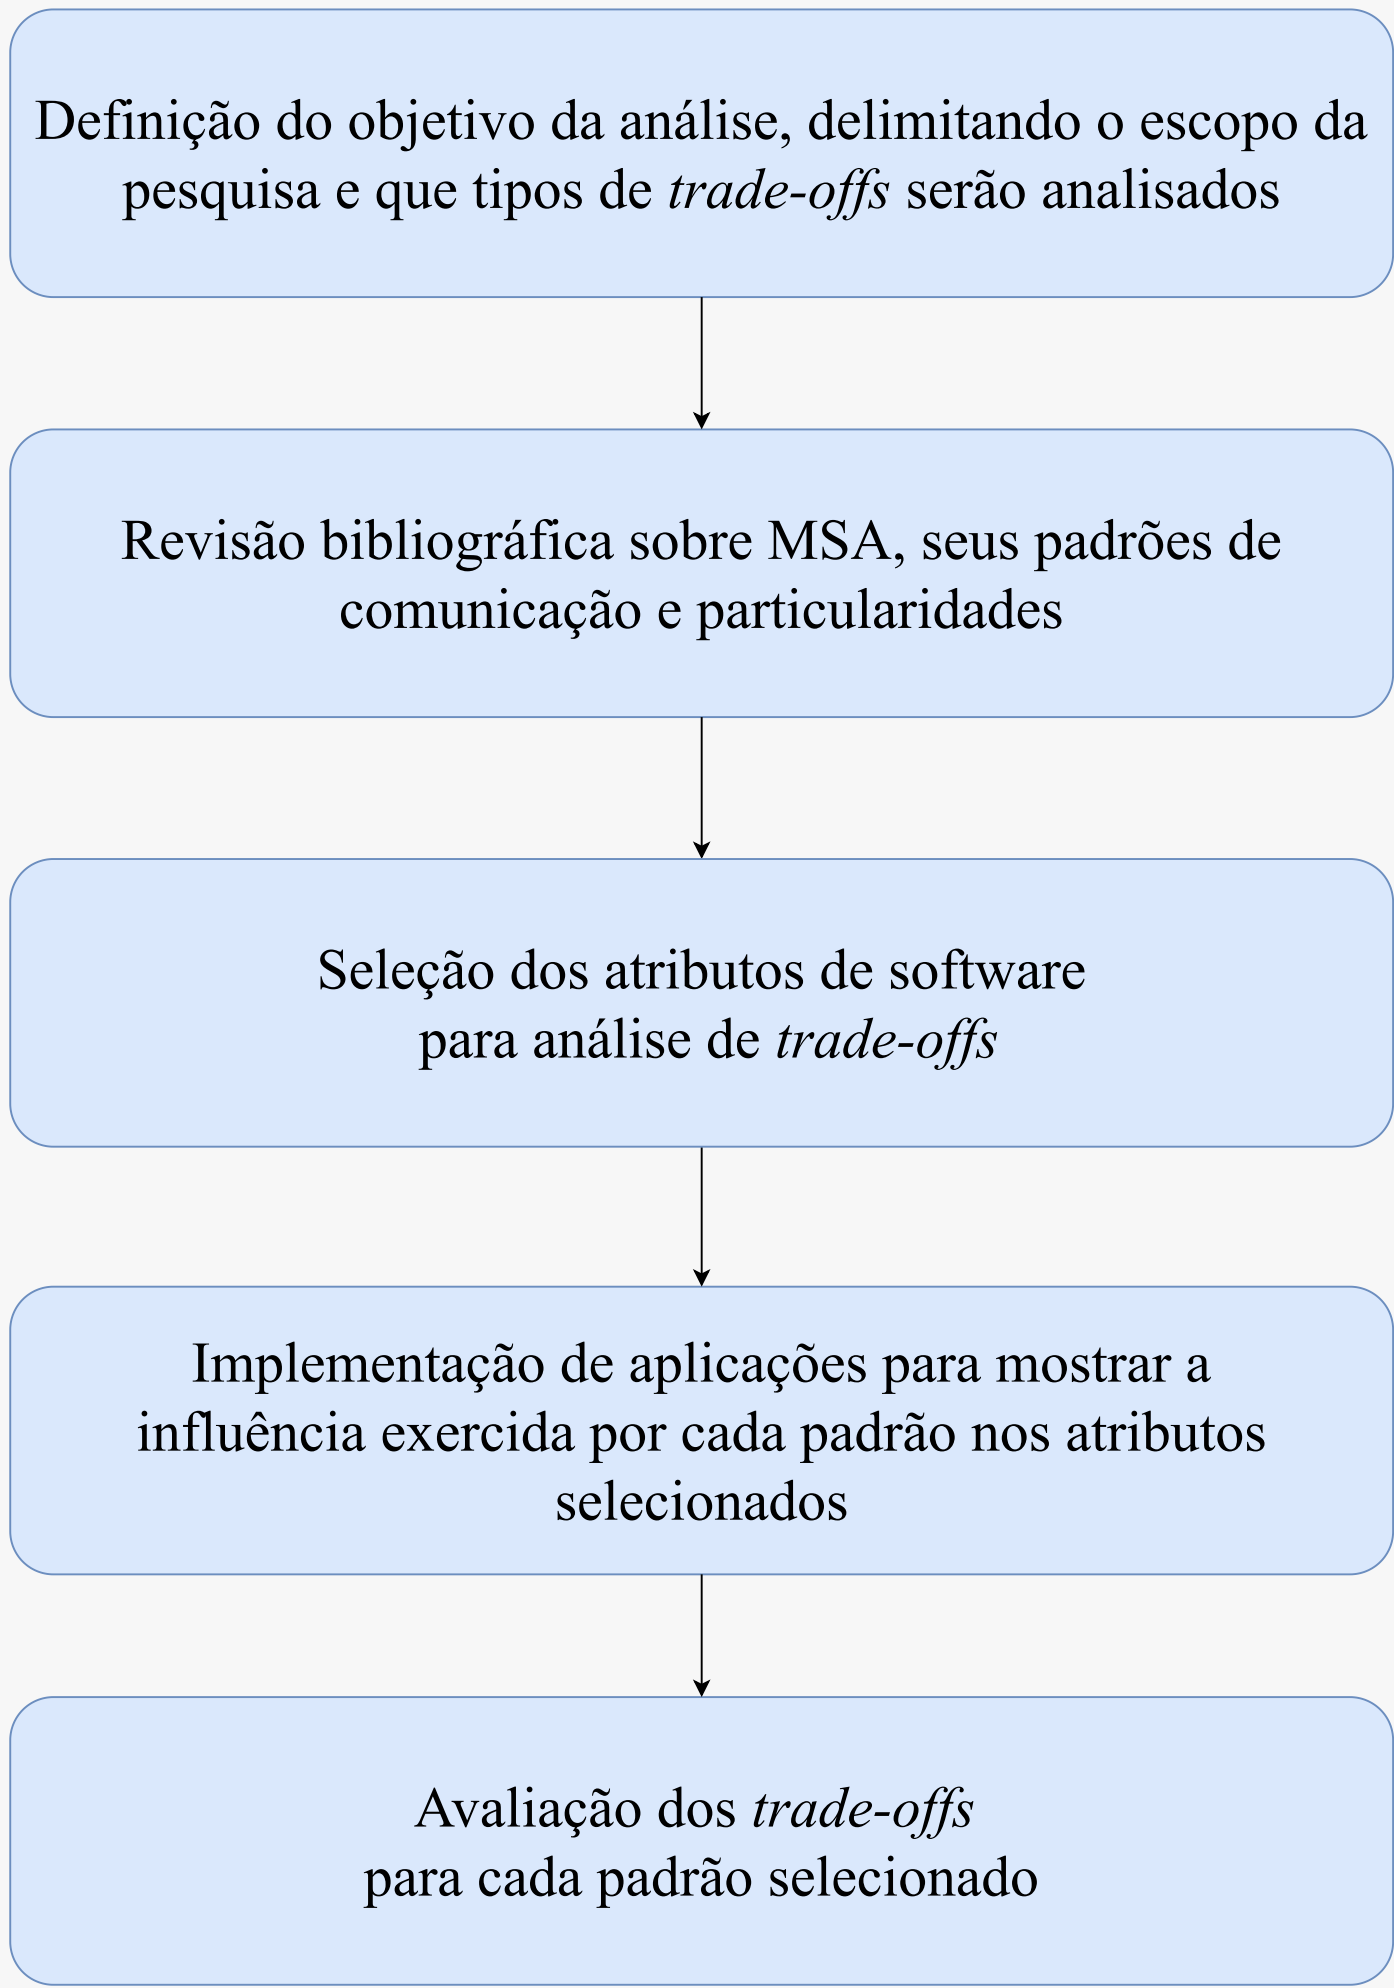 Definição do objetivo da análise, delimitando o escopo da
pesquisa e que tipos de trade-offs serão analisados
Revisão bibliográfica sobre MSA, seus padrões de
comunicação e particularidades
Seleção dos atributos de software
para análise de trade-offs
Implementação de aplicações para mostrar a
influência exercida por cada padrão nos atributos
selecionados
Avaliação dos trade-offs
para cada padrão selecionado